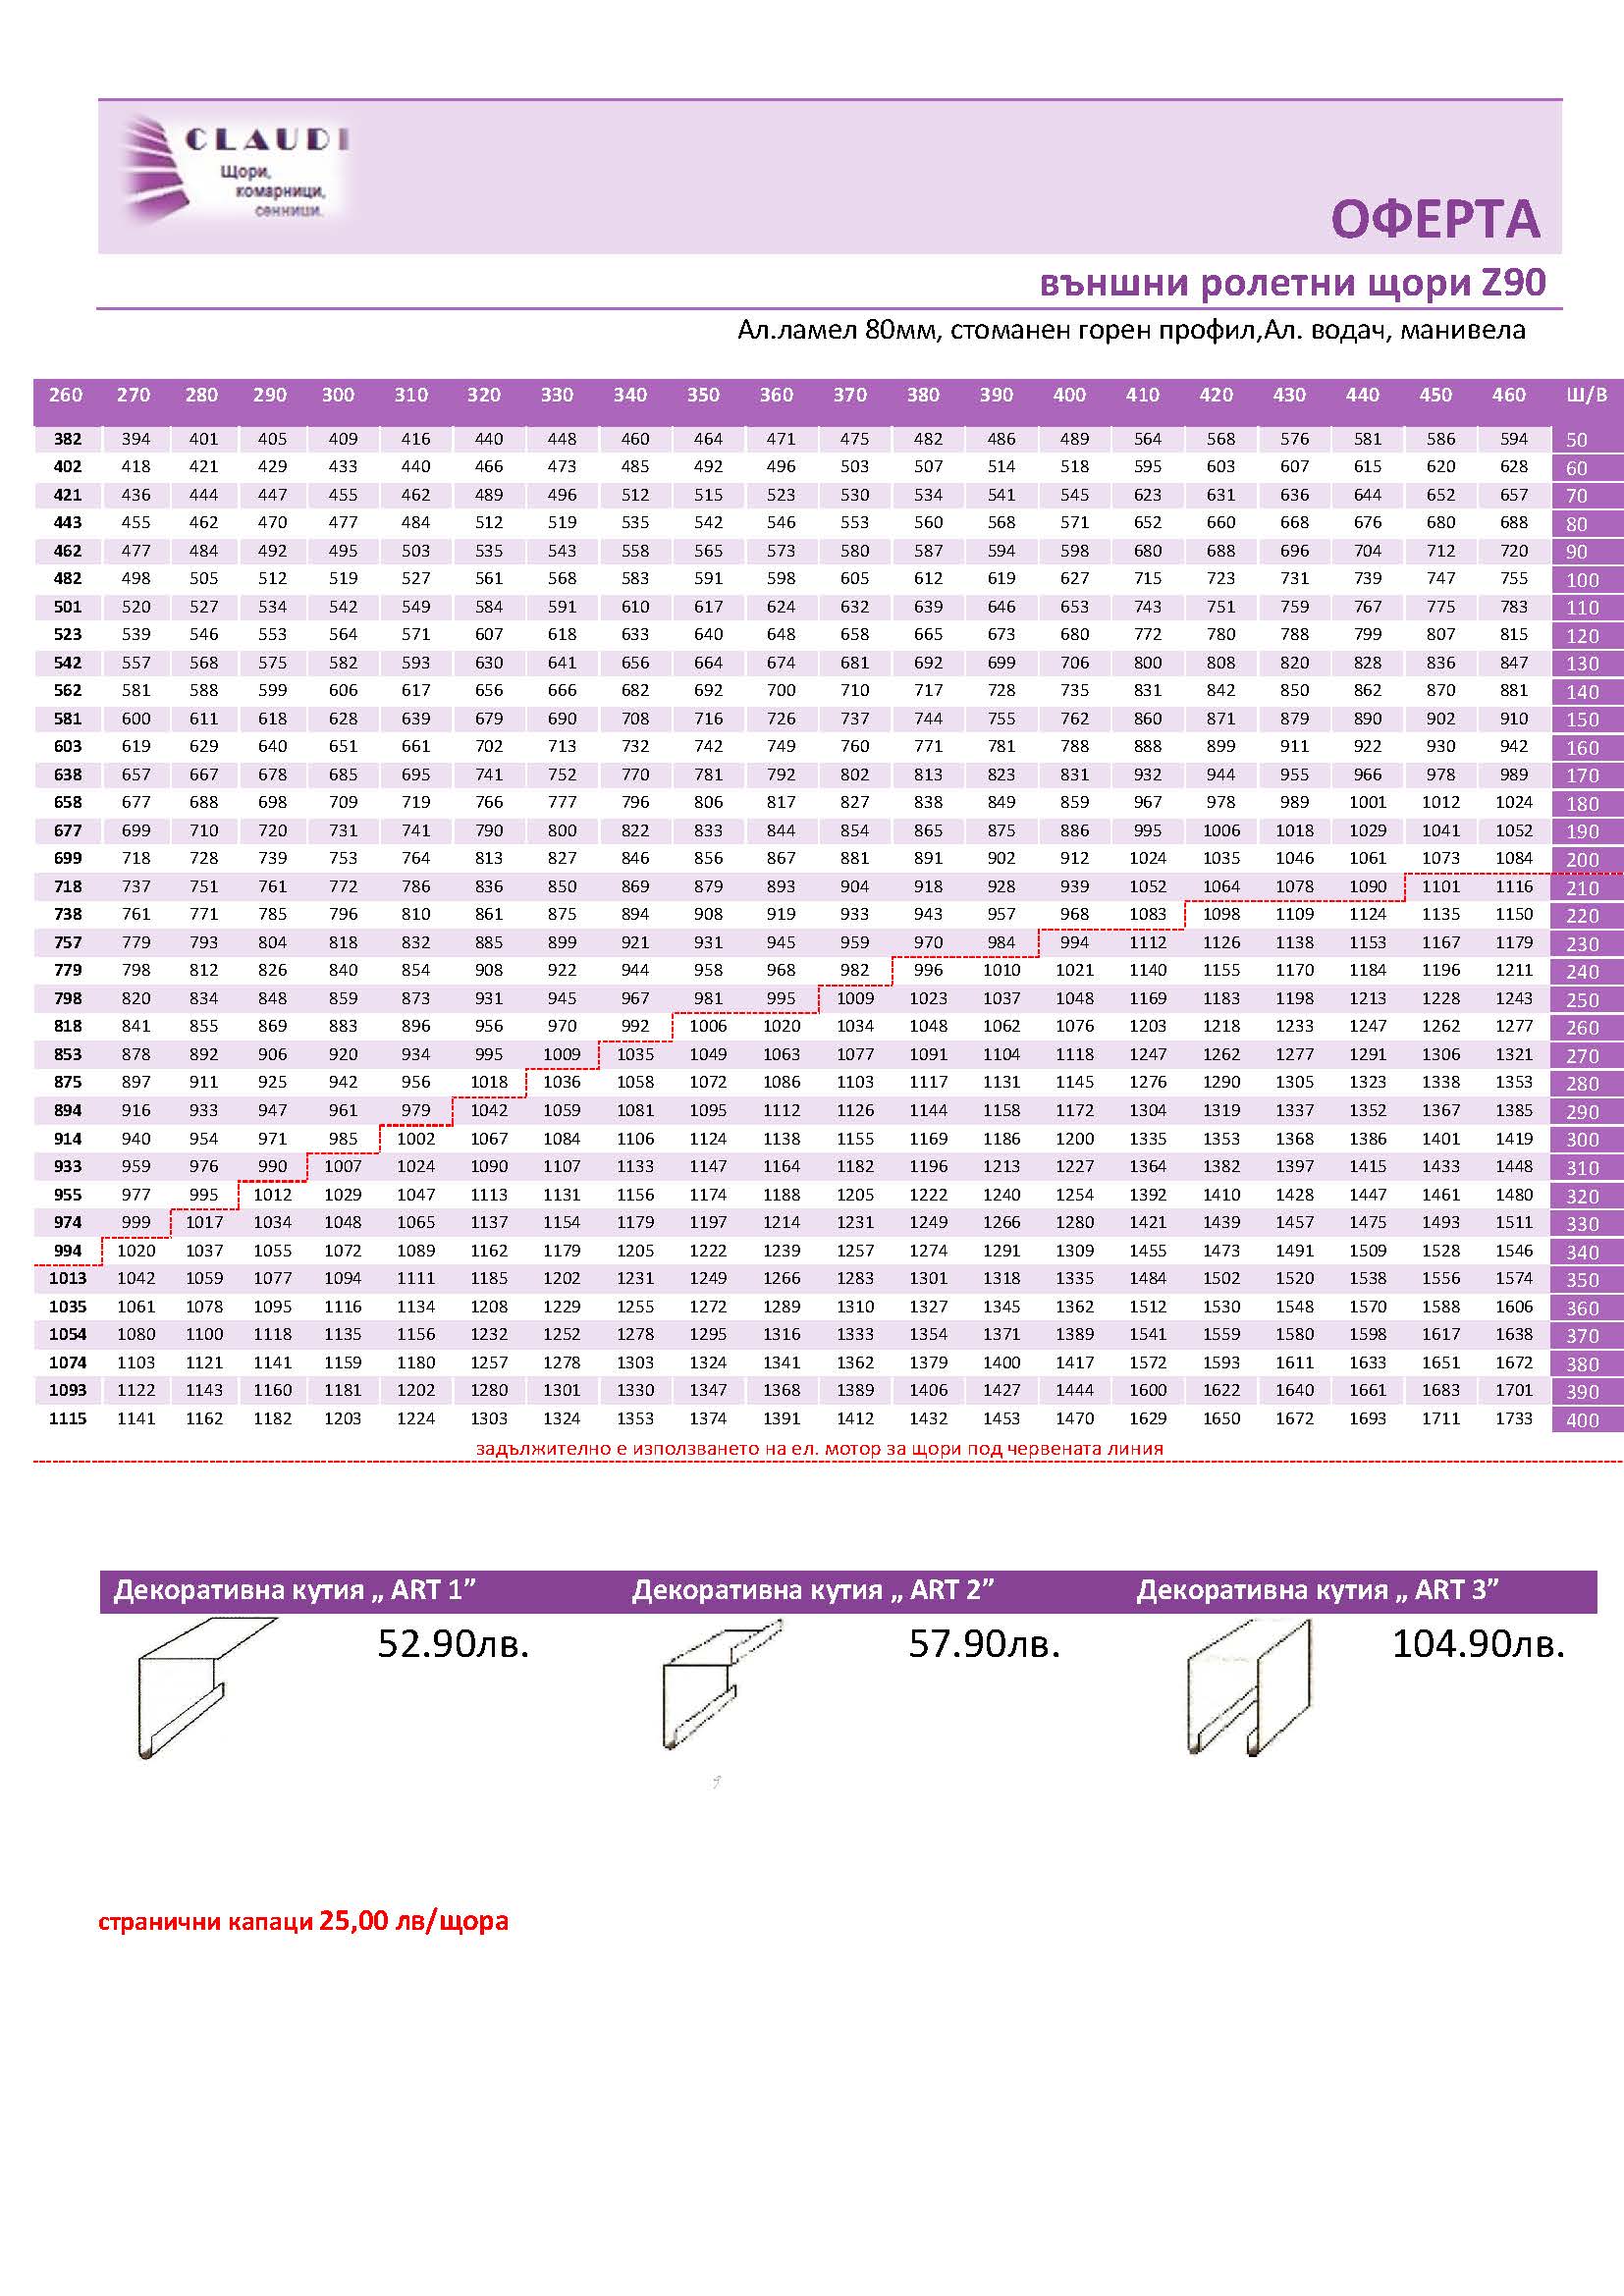 CLAUDI
Щори,
комарници,
сенници.
ОФЕРТА
външни ролетни щори Z90
Ал.ламел 80мм, стоманен горен профил,Ал. водач, манивела
260 270 280 290 300 310 320 330 340 350 360 370 380 390 400 410 420 430 440 450 460 Ш/В
382 394 401 405 409 416 440 448 460 464 471 475 482 486 489 564 568 576 581 586 594 50
402 418 421 429 433 440 466 473 485 492 496 503 507 514 518 595 603 607 615 620 628 60
421 436 444 447 455 462 489 496 512 515 523 530 534 541 545 623 631 636 644 652 657 70
443 455 462 470 477 484 512 519 535 542 546 553 560 568 571 652 660 668 676 680 688 80
462 477 484 492 495 503 535 543 558 565 573 580 587 594 598 680 688 696 704 712 720 90
482 498 505 512 519 527 561 568 583 591 598 605 612 619 627 715 723 731 739 747 755 100
501 520 527 534 542 549 584 591 610 617 624 632 639 646 653 743 751 759 767 775 783 110
523 539 546 553 564 571 607 618 633 640 648 658 665 673 680 772 780 788 799 807 815 120
542 557 568 575 582 593 630 641 656 664 674 681 692 699 706 800 808 820 828 836 847 130
562 581 588 599 606 617 656 666 682 692 700 710 717 728 735 831 842 850 862 870 881 140
581 600 611 618 628 639 679 690 708 716 726 737 744 755 762 860 871 879 890 902 910 150
603 619 629 640 651 661 702 713 732 742 749 760 771 781 788 888 899 911 922 930 942 160
638 657 667 678 685 695 741 752 770 781 792 802 813 823 831 932 944 955 966 978 989 170
658 677 688 698 709 719 766 777 796 806 817 827 838 849 859 967 978 989 1001 1012 1024 180
677 699 710 720 731 741 790 800 822 833 844 854 865 875 886 995 1006 1018 1029 1041 1052 190
699 718 728 739 753 764 813 827 846 856 867 881 891 902 912 1024 1035 1046 1061 1073 1084 200
718 737 751 761 772 786 836 850 869 879 893 904 918 928 939 1052 1064 1078 1090 1101 1116 210
738 761 771 785 796 810 861 875 894 908 919 933 943 957 968 1083 1098 1109 1124 1135 1150 220
757 779 793 804 818 832 885 899 921 931 945 959 970 984 994 1112 1126 1138 1153 1167 1179 230
779 798 812 826 840 854 908 922 944 958 968 982 996 1010 1021 1140 1155 1170 1184 1196 1211 240
798 820 834 848 859 873 931 945 967 981 995 1009 1023 1037 1048 1169 1183 1198 1213 1228 1243 250
818 841 855 869 883 896 956 970 992 1006 1020 1034 1048 1062 1076 1203 1218 1233 1247 1262 1277 260
853 878 892 906 920 934 995 1009 1035 1049 1063 1077 1091 1104 1118 1247 1262 1277 1291 1306 1321 270
875 897 911 925 942 956 1018 1036 1058 1072 1086 1103 1117 1131 1145 1276 1290 1305 1323 1338 1353 280
894 916 933 947 961 979 1042 1059 1081 1095 1112 1126 1144 1158 1172 1304 1319 1337 1352 1367 1385 290
914 940 954 971 985 1002 1067 1084 1106 1124 1138 1155 1169 1186 1200 1335 1353 1368 1386 1401 1419 300
933 959 976 990 1007 1024 1090 1107 1133 1147 1164 1182 1196 1213 1227 1364 1382 1397 1415 1433 1448 310
955 977 995 1012 1029 1047 1113 1131 1156 1174 1188 1205 1222 1240 1254 1392 1410 1428 1447 1461 1480 320
974 999 1017 1034 1048 1065 1137 1154 1179 1197 1214 1231 1249 1266 1280 1421 1439 1457 1475 1493 1511 330
994 1020 1037 1055 1072 1089 1162 1179 1205 1222 1239 1257 1274 1291 1309 1455 1473 1491 1509 1528 1546 340
1013 1042 1059 1077 1094 1111 1185 1202 1231 1249 1266 1283 1301 1318 1335 1484 1502 1520 1538 1556 1574 350
1035 1061 1078 1095 1116 1134 1208 1229 1255 1272 1289 1310 1327 1345 1362 1512 1530 1548 1570 1588 1606 360
1054 1080 1100 1118 1135 1156 1232 1252 1278 1295 1316 1333 1354 1371 1389 1541 1559 1580 1598 1617 1638 370
1074 1103 1121 1141 1159 1180 1257 1278 1303 1324 1341 1362 1379 1400 1417 1572 1593 1611 1633 1651 1672 380
1093 1122 1143 1160 1181 1202 1280 1301 1330 1347 1368 1389 1406 1427 1444 1600 1622 1640 1661 1683 1701 390
1115 1141 1162 1182 1203 1224 1303 1324 1353 1374 1391 1412 1432 1453 1470 1629 1650 1672 1693 1711 1733 400
задължително е използването на ел. мотор за щори под червената линия
Декоративна кутия „ ART 1” Декоративна кутия „ ART 2” Декоративна кутия „ ART 3”
52.90лв. 57.90лв. 104.90лв.
странични капаци 25,00 лв/щора